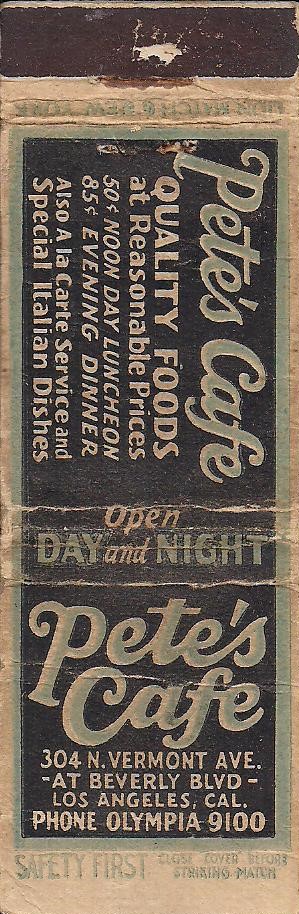 Pete's Cafe
QUALITY FOODS
at Reasonable Prices
50¢ NOON DAY LUNCHEON
85¢ EVENING DINNER
Also A la Carte Service and
Special Italian Dishes
Open
DAY and NIGHT
Pete's
Cafe
304 N. VERMONT AVE.
-AT BEVERLY BLVD-
LOS ANGELES, CAL.
PHONE OLYMPIA 9100
SAFETY FIRST CLOSE COVER BEFORE
STRIKING MATCH